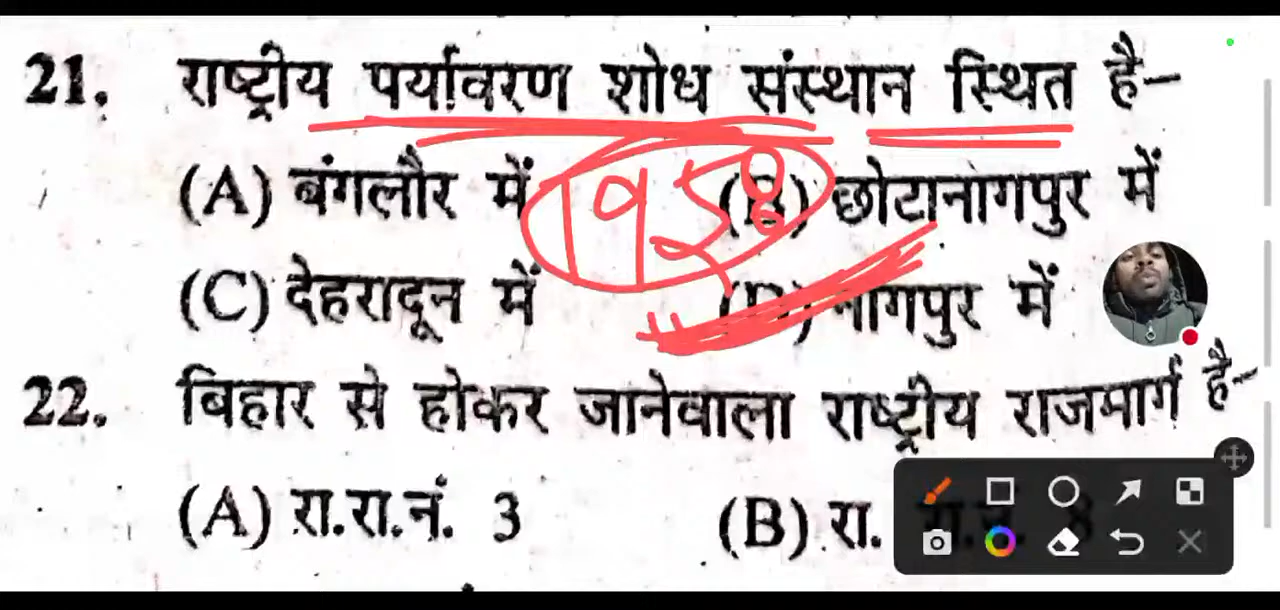 21. राष्ट्रीय पर्यावरण शोध संस्थान स्थित है-
(A) बंगलौर में (B) छोटानागपुर में
1958
(C) देहरादून में (D) नागपुर में
22. बिहार से होकर जानेवाला राष्ट्रीय राजमार्ग है-
(A) रा.रा.नं. 3 (B) रा.